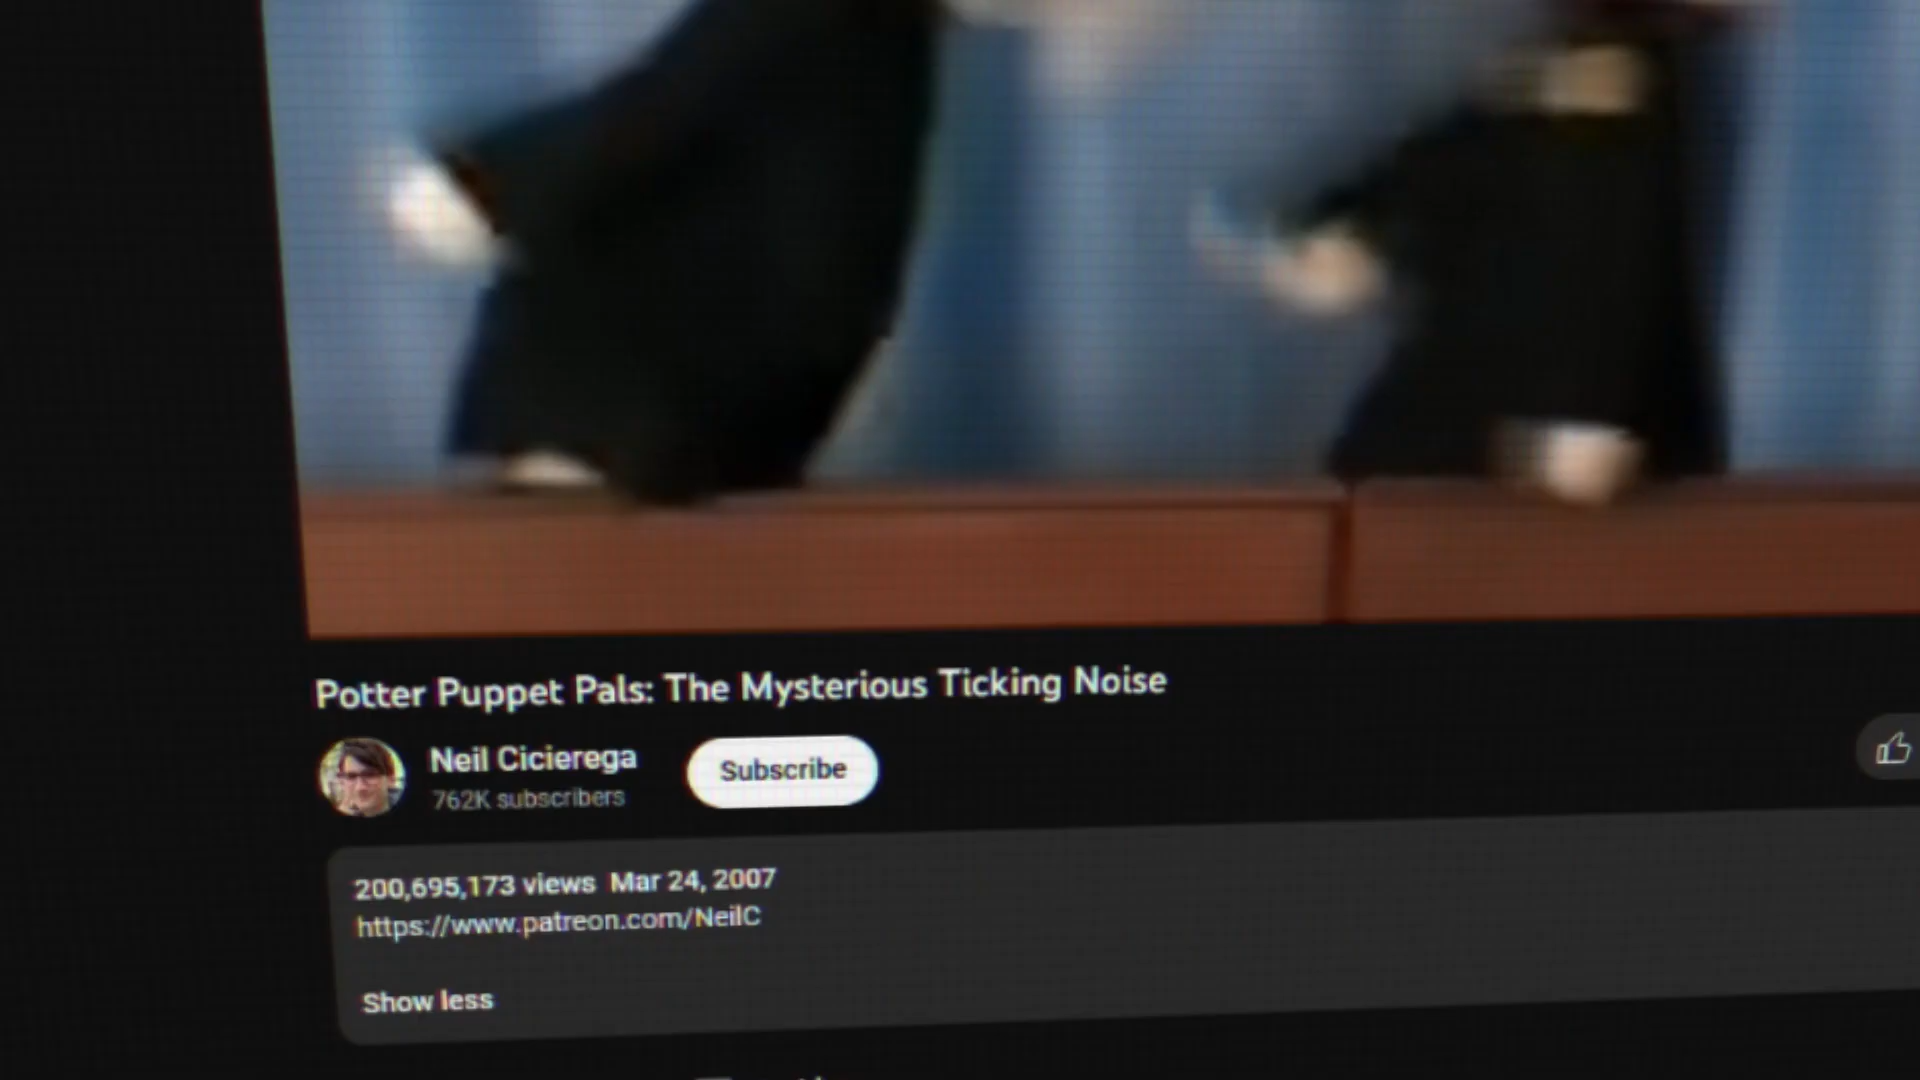 Potter Puppet Pals: The Mysterious Ticking Noise
Neil Cicierega
762K subscribers
Subscribe
200,695,173 views Mar 24, 2007
https://www.patreon.com/NeilC
Show less